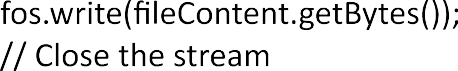 fos.write(fileContent.getBytes());
// Close the stream